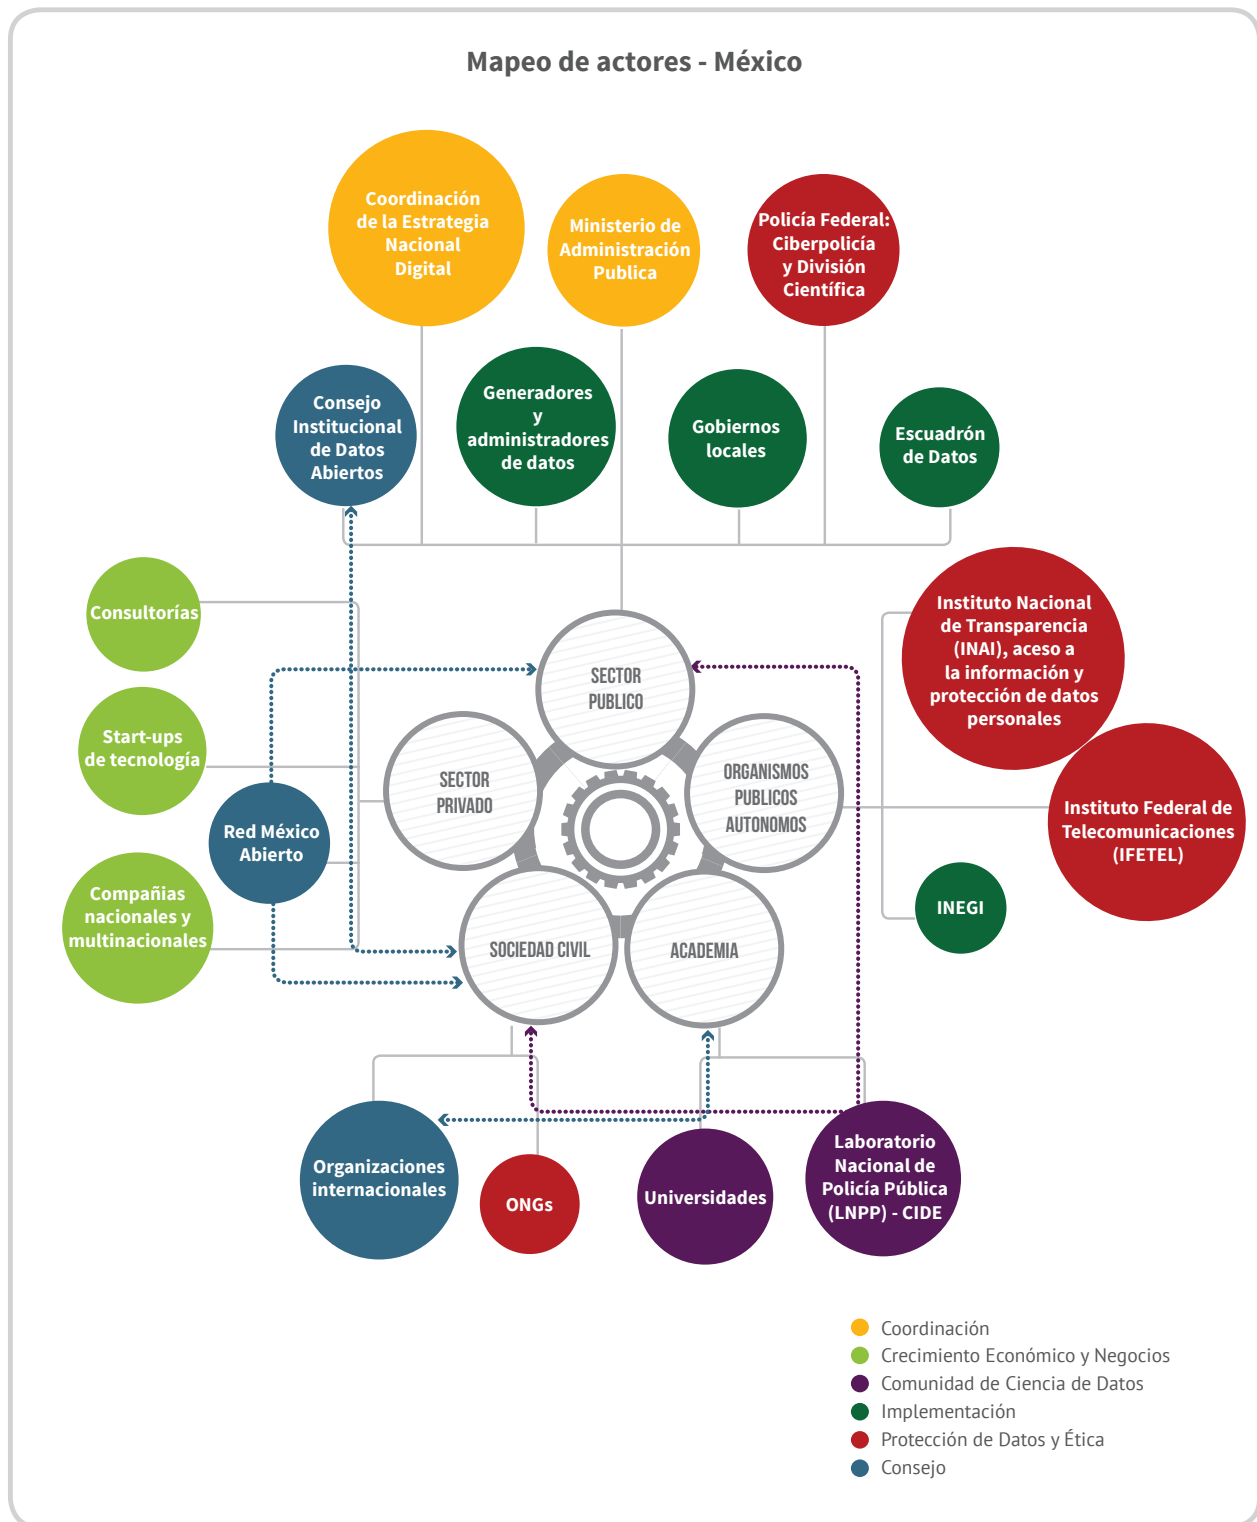 Mapeo de actores - México
Coordinación
de la Estrategia
Nacional
Digital
Ministerio de
Administración
Publica
Policía Federal:
Ciberpolicía
y División
Científica
Consejo
Institucional
de Datos
Abiertos
Generadores
y
administradores
de datos
Gobiernos
locales
Escuadrón
de Datos
Consultorías
Start-ups
de tecnología
Red México
Abierto
Compañias
nacionales y
multinacionales
SECTOR
PUBLICO
SECTOR
PRIVADO
ORGANISMOS
PUBLICOS
AUTONOMOS
SOCIEDAD CIVIL
ACADEMIA
Instituto Nacional
de Transparencia
(INAI), aceso a
la información y
protección de datos
personales
Instituto Federal de
Telecomunicaciones
(IFETEL)
INEGI
Organizaciones
internacionales
ONGs
Universidades
Laboratorio
Nacional de
Policía Pública
(LNPP) - CIDE
Coordinación
Crecimiento Económico y Negocios
Comunidad de Ciencia de Datos
Implementación
Protección de Datos y Ética
Consejo